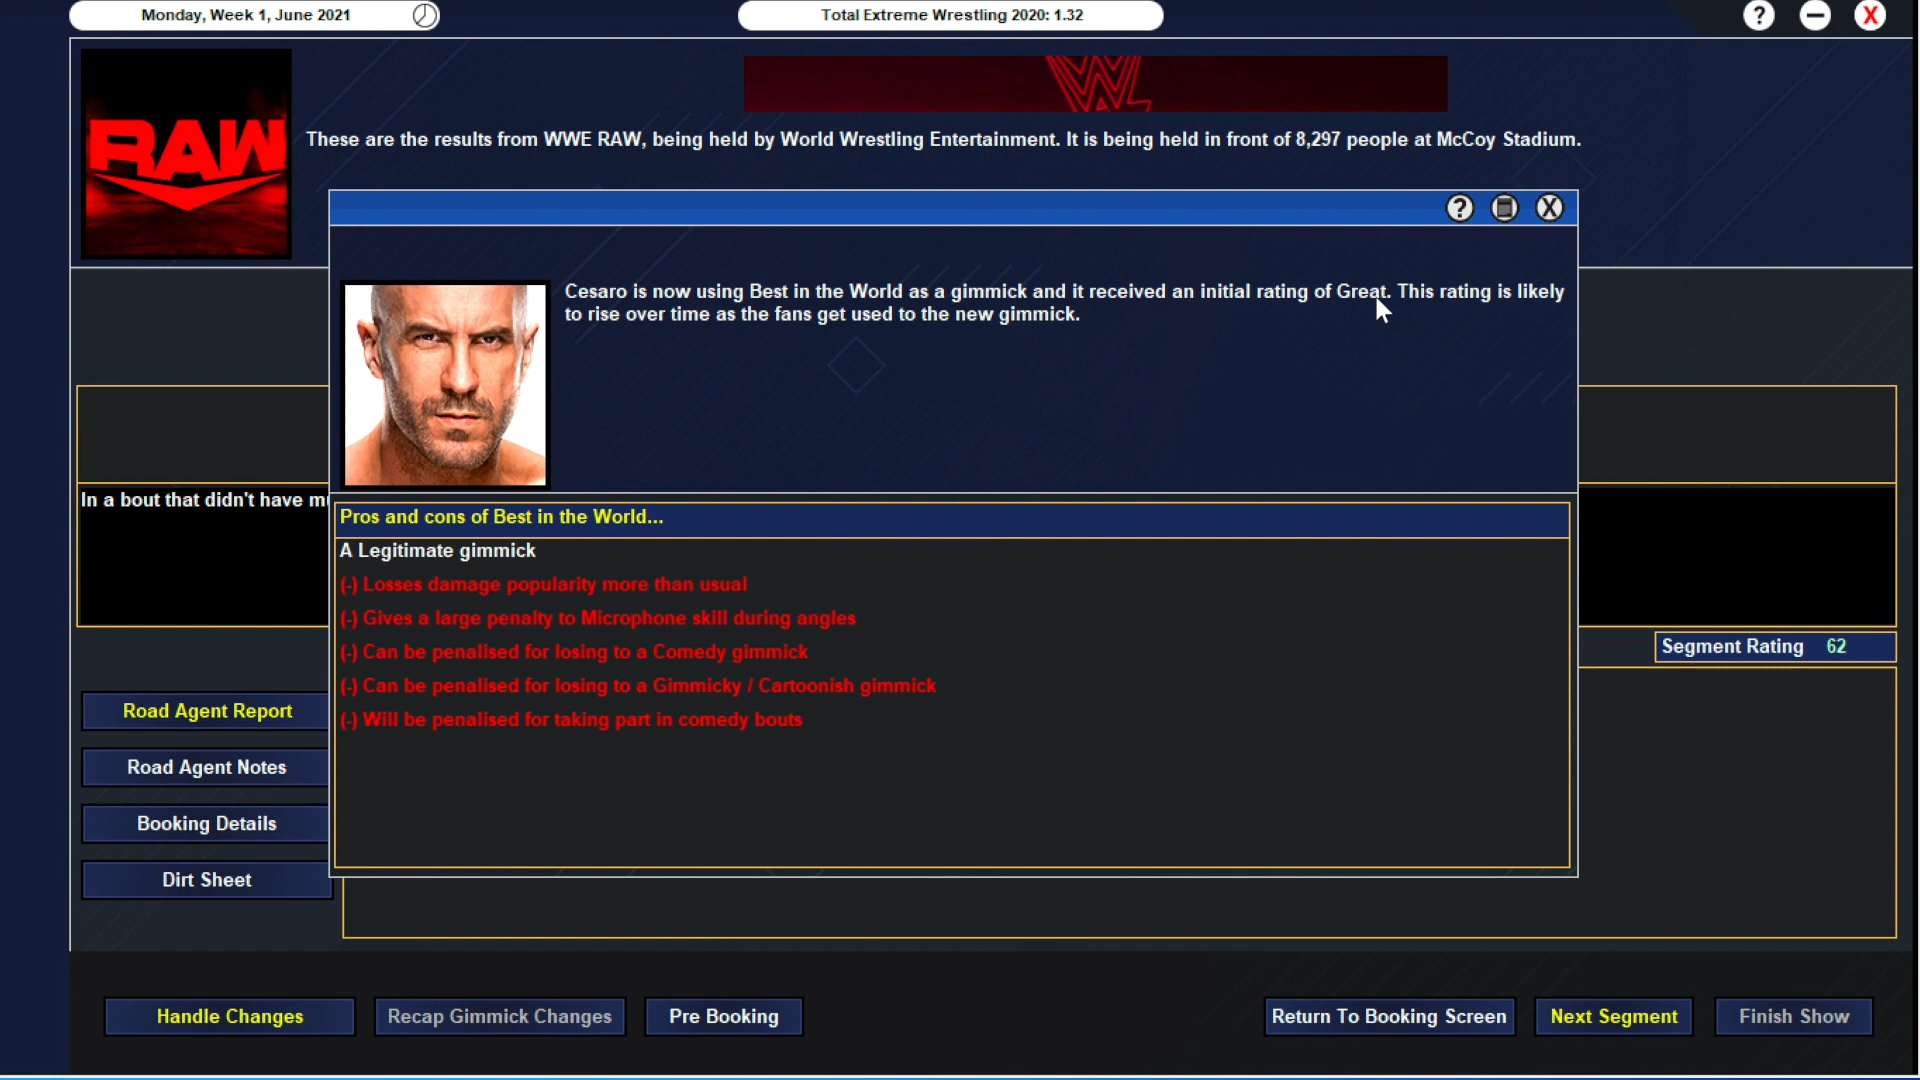 Monday, Week 1, June 2021
Total Extreme Wrestling 2020: 1.32
? X
RAW
These are the results from WWE RAW, being held by World Wrestling Entertainment. It is being held in front of 8,297 people at McCoy Stadium.
? X
Cesaro is now using Best in the World as a gimmick and it received an initial rating of Great. This rating is likely
to rise over time as the fans get used to the new gimmick.
In a bout that didn't have
Pros and cons of Best in the World...
A Legitimate gimmick
(-) Losses damage popularity more than usual
(-) Gives a large penalty to Microphone skill during angles
(-) Can be penalised for losing to a Comedy gimmick
(-) Can be penalised for losing to a Gimmicky / Cartoonish gimmick
(-) Will be penalised for taking part in comedy bouts
Segment Rating 62
Road Agent Report
Road Agent Notes
Booking Details
Dirt Sheet
Handle Changes
Recap Gimmick Changes
Pre Booking
Return To Booking Screen
Next Segment
Finish Show